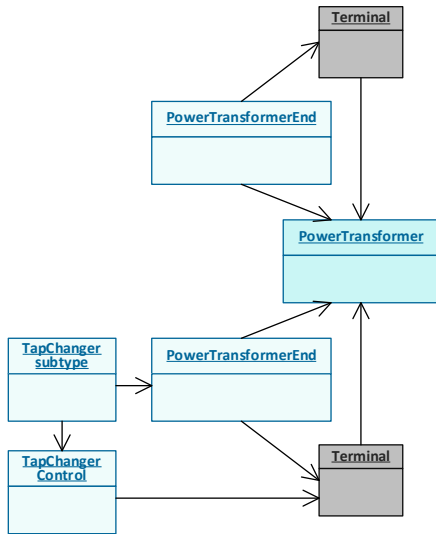 Terminal
PowerTransformerEnd
PowerTransformer
TapChanger
subtype
PowerTransformerEnd
TapChanger
Control
Terminal